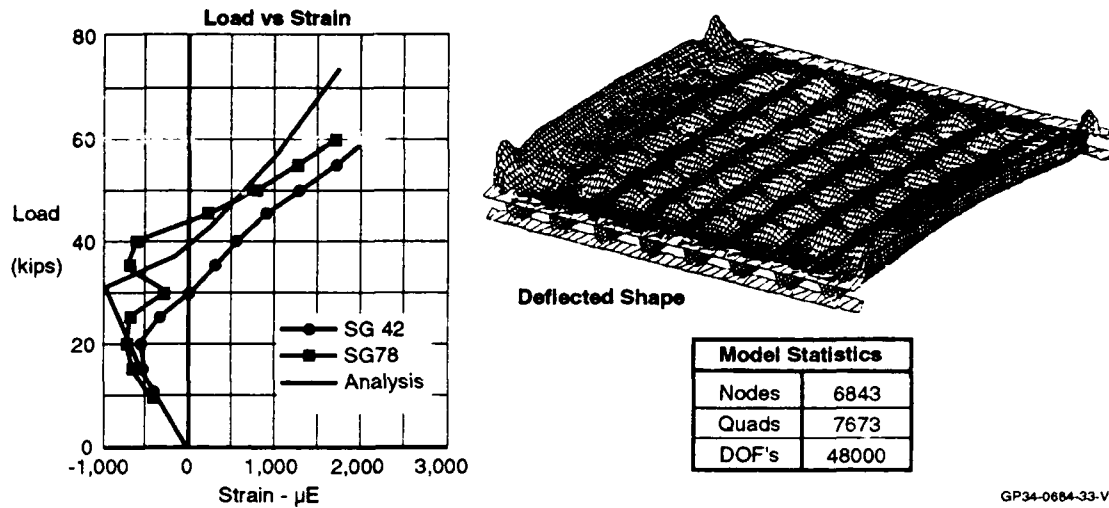 Load vs Strain
80
60
Load
40
(kips)
20
0
-1,000
0
1,000
2,000
3,000
Strain - µE
SG 42
SG78
Analysis
Deflected Shape
Model Statistics
Nodes 6843
Quads 7673
DOF's 48000
GP34-0684-33-V